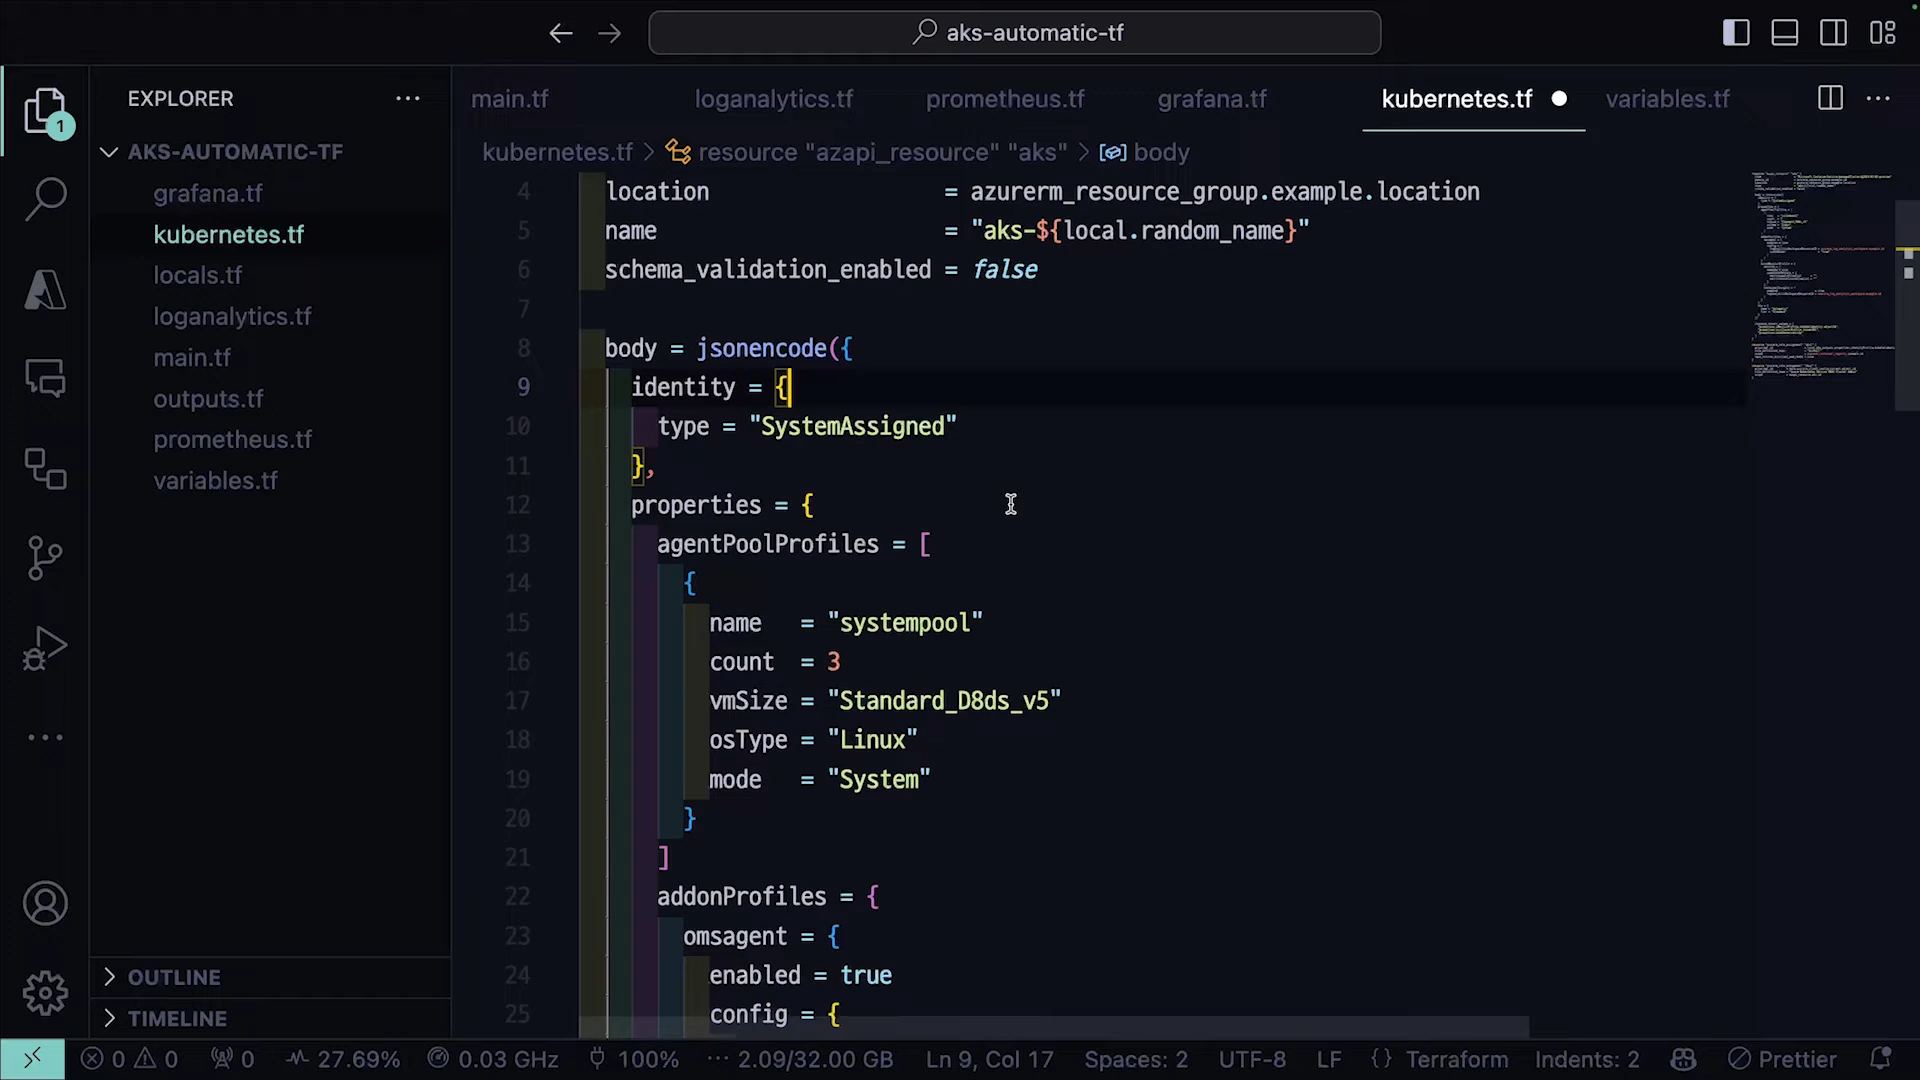 aks-automatic-tf
EXPLORER
1
AKS-AUTOMATIC-TF
grafana.tf
kubernetes.tf
locals.tf
loganalytics.tf
main.tf
outputs.tf
prometheus.tf
variables.tf
OUTLINE
TIMELINE
main.tf loganalytics.tf prometheus.tf grafana.tf kubernetes.tf variables.tf
kubernetes.tf > resource "azapi_resource" "aks" > body
4 location = azurerm_resource_group.example.location
5 name = "aks-${local.random_name}"
6 schema_validation_enabled = false
7
8 body = jsonencode({
9 identity = {
10 type = "SystemAssigned"
11 },
12 properties = {
13 agentPoolProfiles = [
14 {
15 name = "systempool"
16 count = 3
17 vmSize = "Standard_D8ds_v5"
18 osType = "Linux"
19 mode = "System"
20 }
21 ]
22 addonProfiles = {
23 omsagent = {
24 enabled = true
25 config = {
0 0 0 27.69% 0.03 GHz 100% 2.09/32.00 GB Ln 9, Col 17 Spaces: 2 UTF-8 LF {} Terraform Indents: 2 Prettier